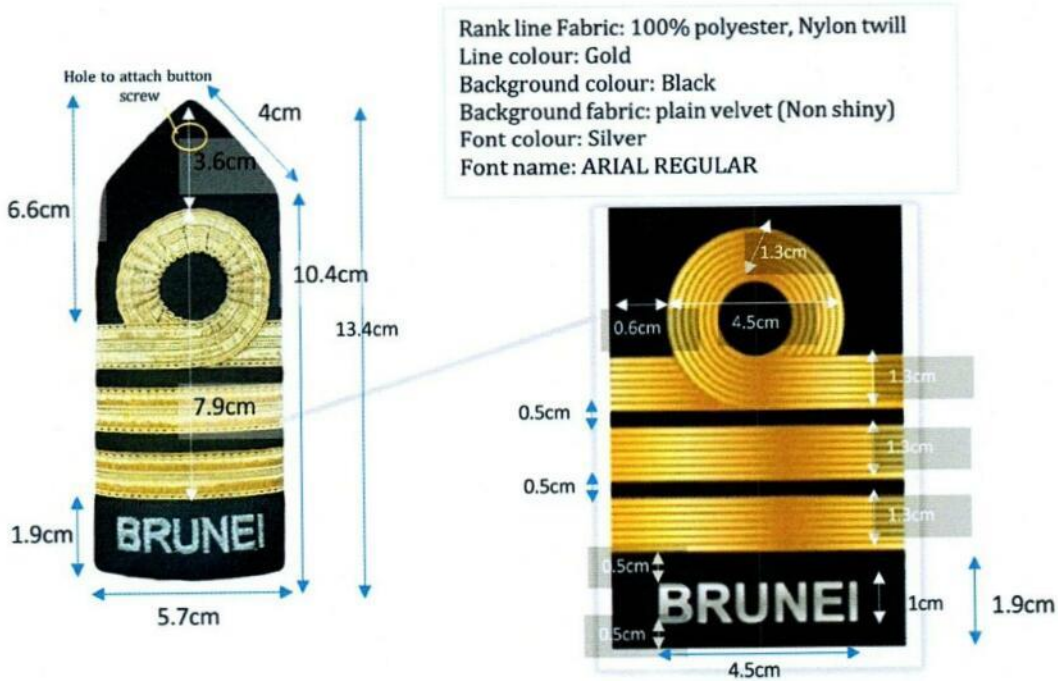 Rank line Fabric: 100% polyester, Nylon twill
Line colour: Gold
Background colour: Black
Background fabric: plain velvet (Non shiny)
Font colour: Silver
Font name: ARIAL REGULAR
Hole to attach button
screw
4cm
3.6cm
6.6cm
10.4cm
13.4cm
7.9cm
1.9cm
BRUNEI
5.7cm
1.3cm
0.6cm
4.5cm
1.3cm
0.5cm
1.3cm
0.5cm
1.3cm
0.5cm
BRUNEI
1cm
1.9cm
0.5cm
4.5cm